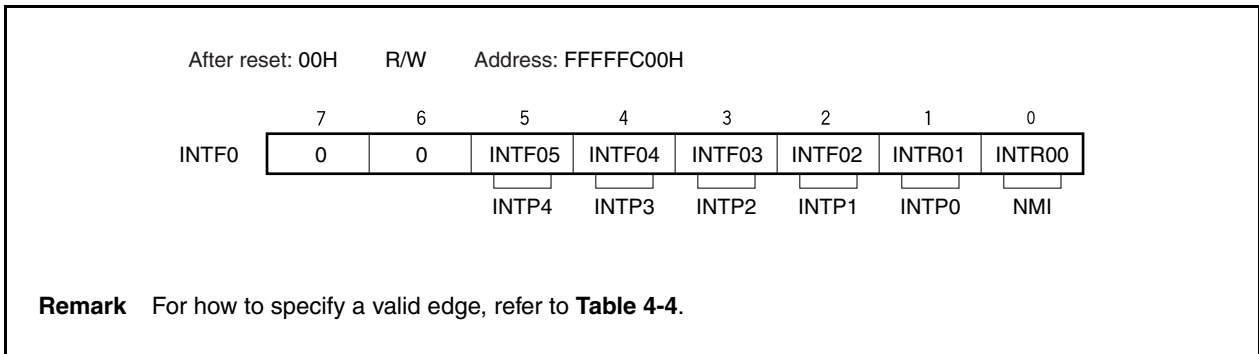 After reset: 00H R/W Address: FFFFFC00H
7 6 5 4 3 2 1 0
INTF0 0 0 INTF05 INTF04 INTF03 INTF02 INTR01 INTR00
INTP4 INTP3 INTP2 INTP1 INTP0 NMI
Remark For how to specify a valid edge, refer to Table 4-4.